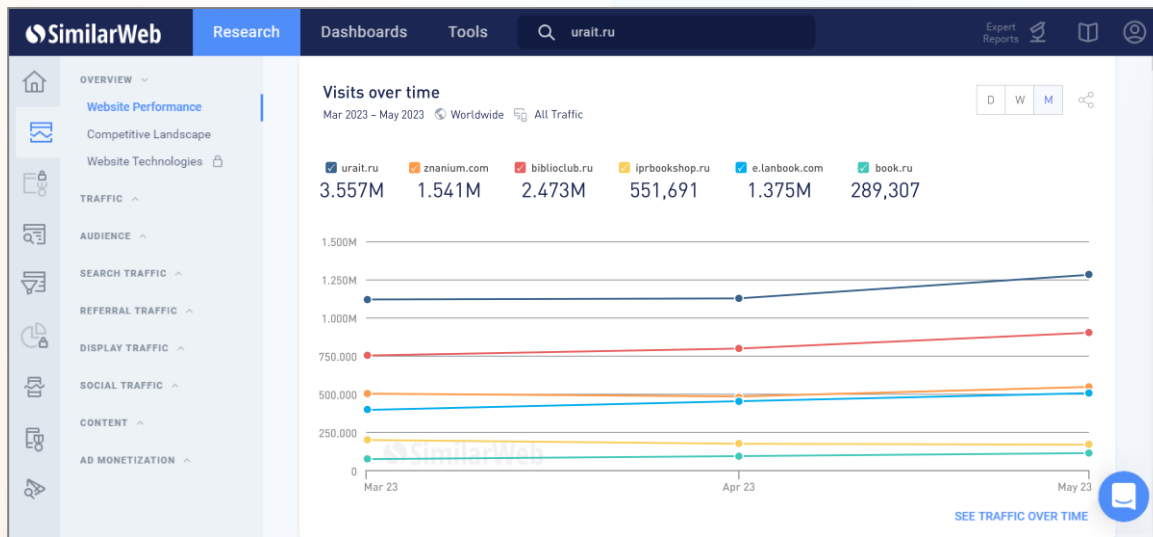 SimilarWeb
Research
Dashboards
Tools
urait.ru
Expert
Reports
OVERVIEW
Website Performance
Competitive Landscape
Website Technologies
TRAFFIC
AUDIENCE
SEARCH TRAFFIC
REFERRAL TRAFFIC
DISPLAY TRAFFIC
SOCIAL TRAFFIC
CONTENT
AD MONETIZATION
Visits over time
Mar 2023 – May 2023 Worldwide All Traffic
D W M
urait.ru znanium.com biblioclub.ru iprbookshop.ru e.lanbook.com book.ru
3.557M 1.541M 2.473M 551,691 1.375M 289,307
1.500M
1.250M
1.000M
750.000
500.000
250.000
0
SimilarWeb
Mar 23 Apr 23 May 23
SEE TRAFFIC OVER TIME